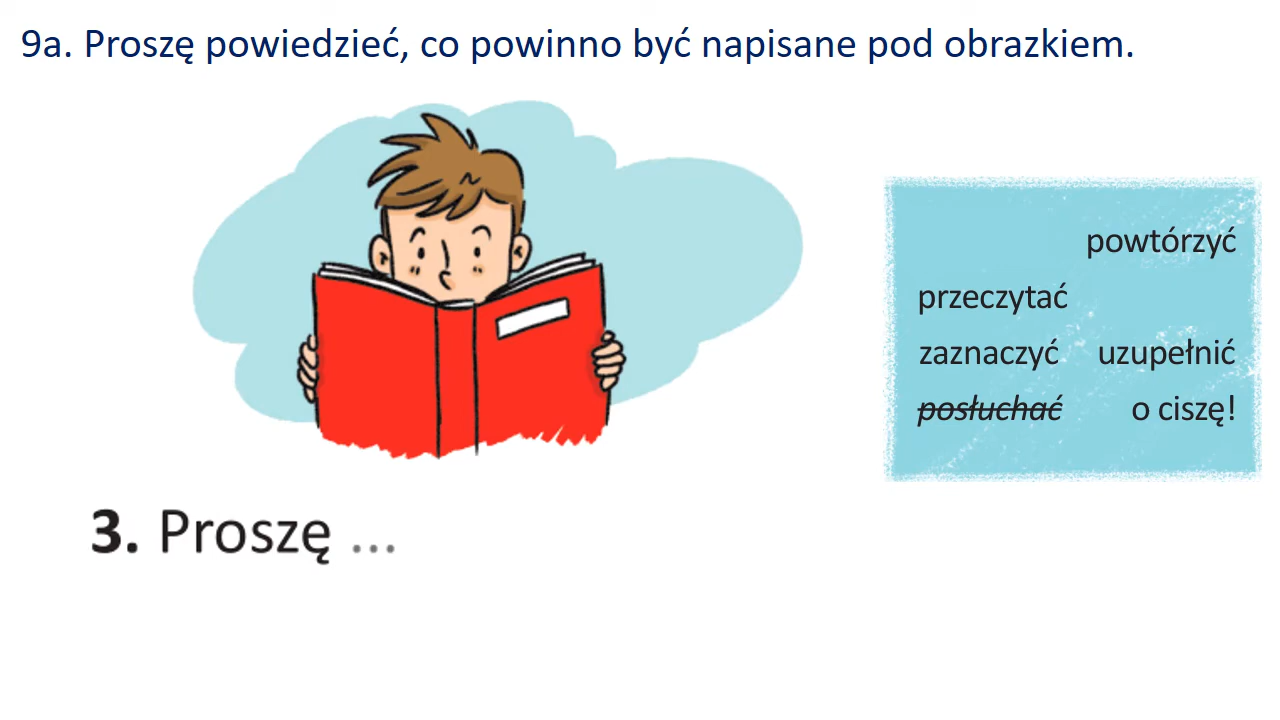 9a. Proszę powiedzieć, co powinno być napisane pod obrazkiem.
powtórzyć
przeczytać
zaznaczyć uzupełnić
posłuchać o ciszę!
3. Proszę ...